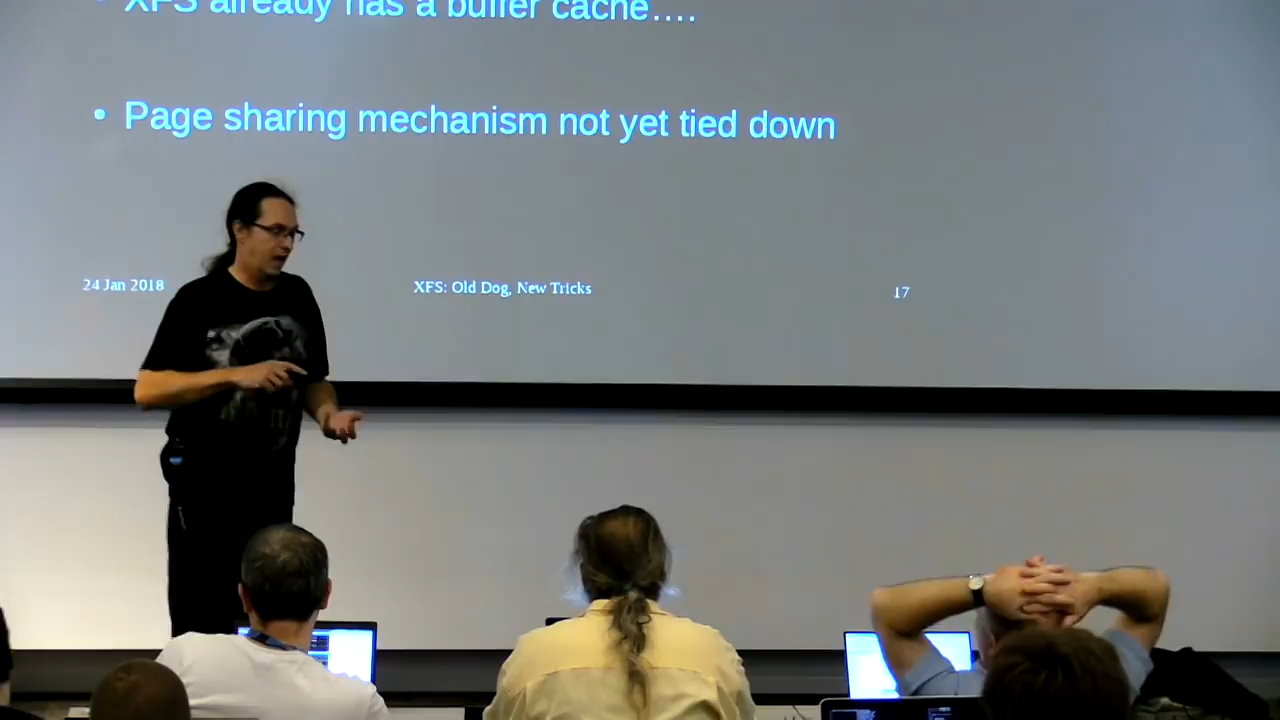 • XFS already has a buffer cache….
• Page sharing mechanism not yet tied down
24 Jan 2018
XFS: Old Dog, New Tricks
17